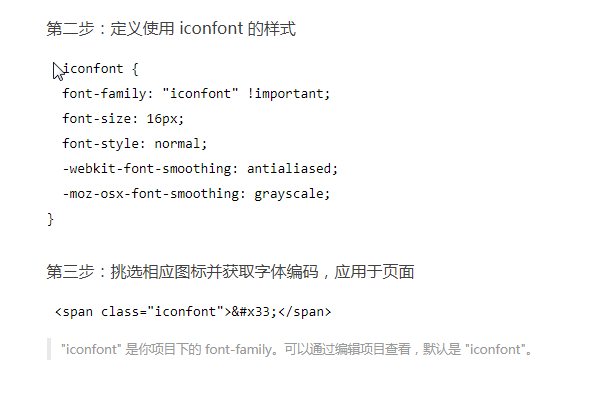 第二步：定义使用 iconfont 的样式
iconfont {
font-family: "iconfont" !important;
font-size: 16px;
font-style: normal;
-webkit-font-smoothing: antialiased;
-moz-osx-font-smoothing: grayscale;
}
第三步：挑选相应图标并获取字体编码，应用于页面
<span class="iconfont">&#x33;</span>
"iconfont" 是你项目下的 font-family。可以通过编辑项目查看，默认是 "iconfont"。